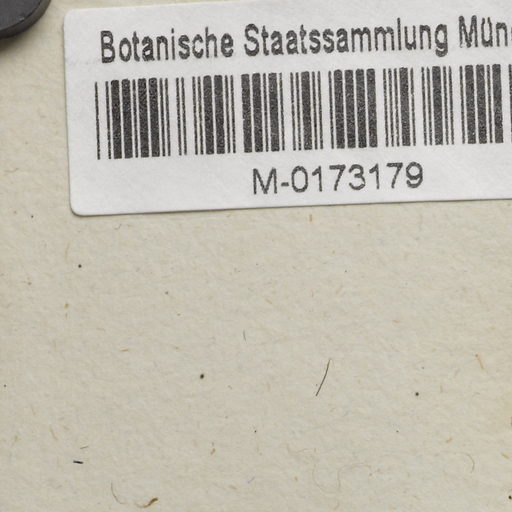 Botanische Staatssammlung Mün
M-0173179